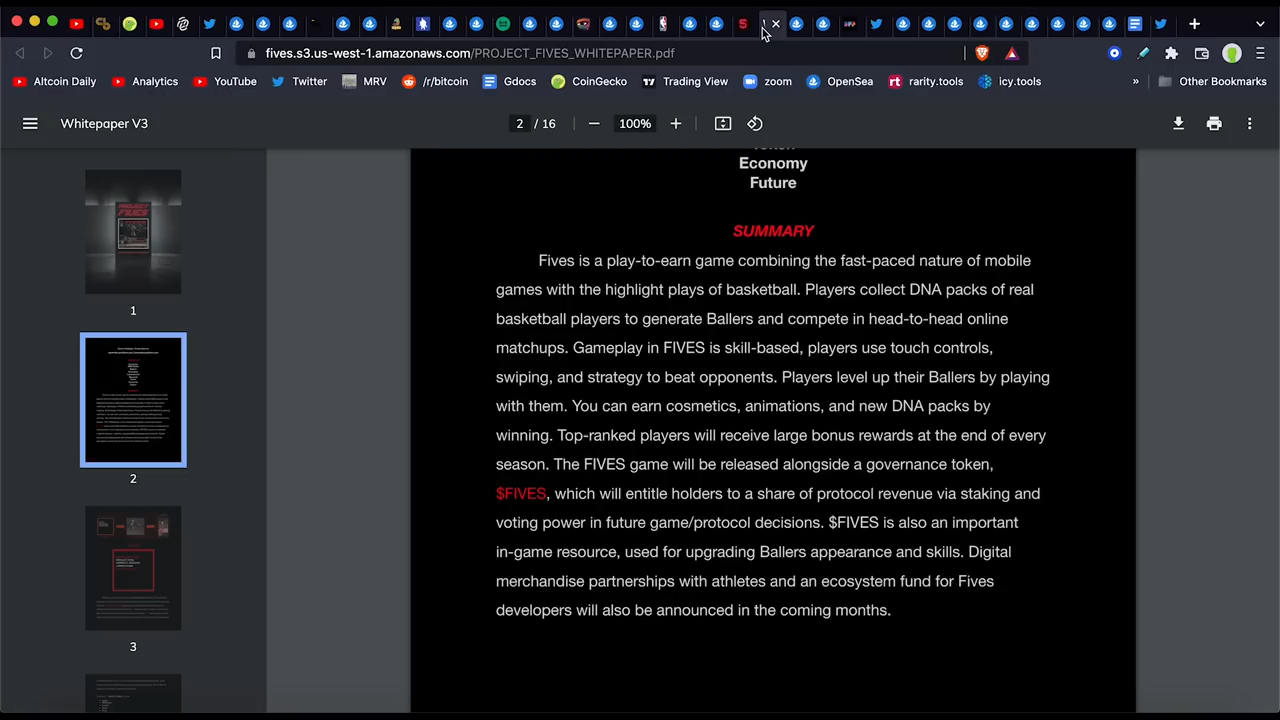 fives.s3.us-west-1.amazonaws.com/PROJECT_FIVES_WHITEPAPER.pdf
Altcoin Daily
Analytics
YouTube
Twitter
MRV
/r/bitcoin
Gdocs
CoinGecko
Trading View
zoom
OpenSea
rarity.tools
icy.tools
»
Other Bookmarks
Whitepaper V3
2 / 16
100%
PROJECT
FIVES
1
2
3
Economy
Future
SUMMARY
Fives is a play-to-earn game combining the fast-paced nature of mobile
games with the highlight plays of basketball. Players collect DNA packs of real
basketball players to generate Ballers and compete in head-to-head online
matchups. Gameplay in FIVES is skill-based, players use touch controls,
swiping, and strategy to beat opponents. Players level up their Ballers by playing
with them, and can earn cosmetics, animations, and new DNA packs by
winning. Top-ranked players will receive large token rewards at the end of every
season. The FIVES game will be released alongside a governance token,
$FIVES, which will entitle holders to a share of protocol revenue via staking and
voting power in future game/protocol decisions. $FIVES is also an important
in-game resource, used for upgrading Ballers appearance and skills. Digital
merchandise partnerships with athletes and an ecosystem fund for Fives
developers will also be announced in the coming months.